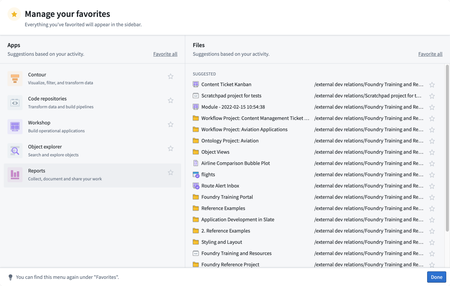 Manage your favorites
Everything you've favorited will appear in the sidebar.
Apps
Suggestions based on your activity.
Favorite all
Contour
Visualize, filter, and transform data
Code repositories
Transform data and build pipelines
Workshop
Build operational applications
Object explorer
Search and explore objects
Reports
Collect, document and share your work
Files
Suggestions based on your activity.
Favorite all
SUGGESTED
Content Ticket Kanban /external dev relations/Foundry Training and Re...
Scratchpad project for tests /external dev relations/Scratchpad project for t...
Module - 2022-02-15 10:54:38 /external dev relations/Foundry Training and Re...
Workflow Project: Content Management Ticket ... /external dev relations/Foundry Training and Re...
Workflow Project: Aviation Applications /external dev relations/Foundry Training and Re...
Ontology Project: Aviation /external dev relations/Foundry Training and Re...
Object Views /external dev relations/Foundry Training and Re...
Airline Comparison Bubble Plot /external dev relations/Foundry Training and Re...
flights /external dev relations/Foundry Training and Re...
Route Alert Inbox /external dev relations/Foundry Training and Re...
Foundry Training Portal /external dev relations/Foundry Training and Re...
Reference Examples /external dev relations/Foundry Training and Re...
Application Development in Slate /external dev relations/Foundry Training and Re...
2. Reference Examples /external dev relations/Foundry Training and Re...
Styling and Layout /external dev relations/Foundry Training and Re...
Foundry Training and Resources /external dev relations/Foundry Training and Re...
Foundry Reference Project /external dev relations/Foundry Training and Re...
You can find this menu again under "Favorites".
Done